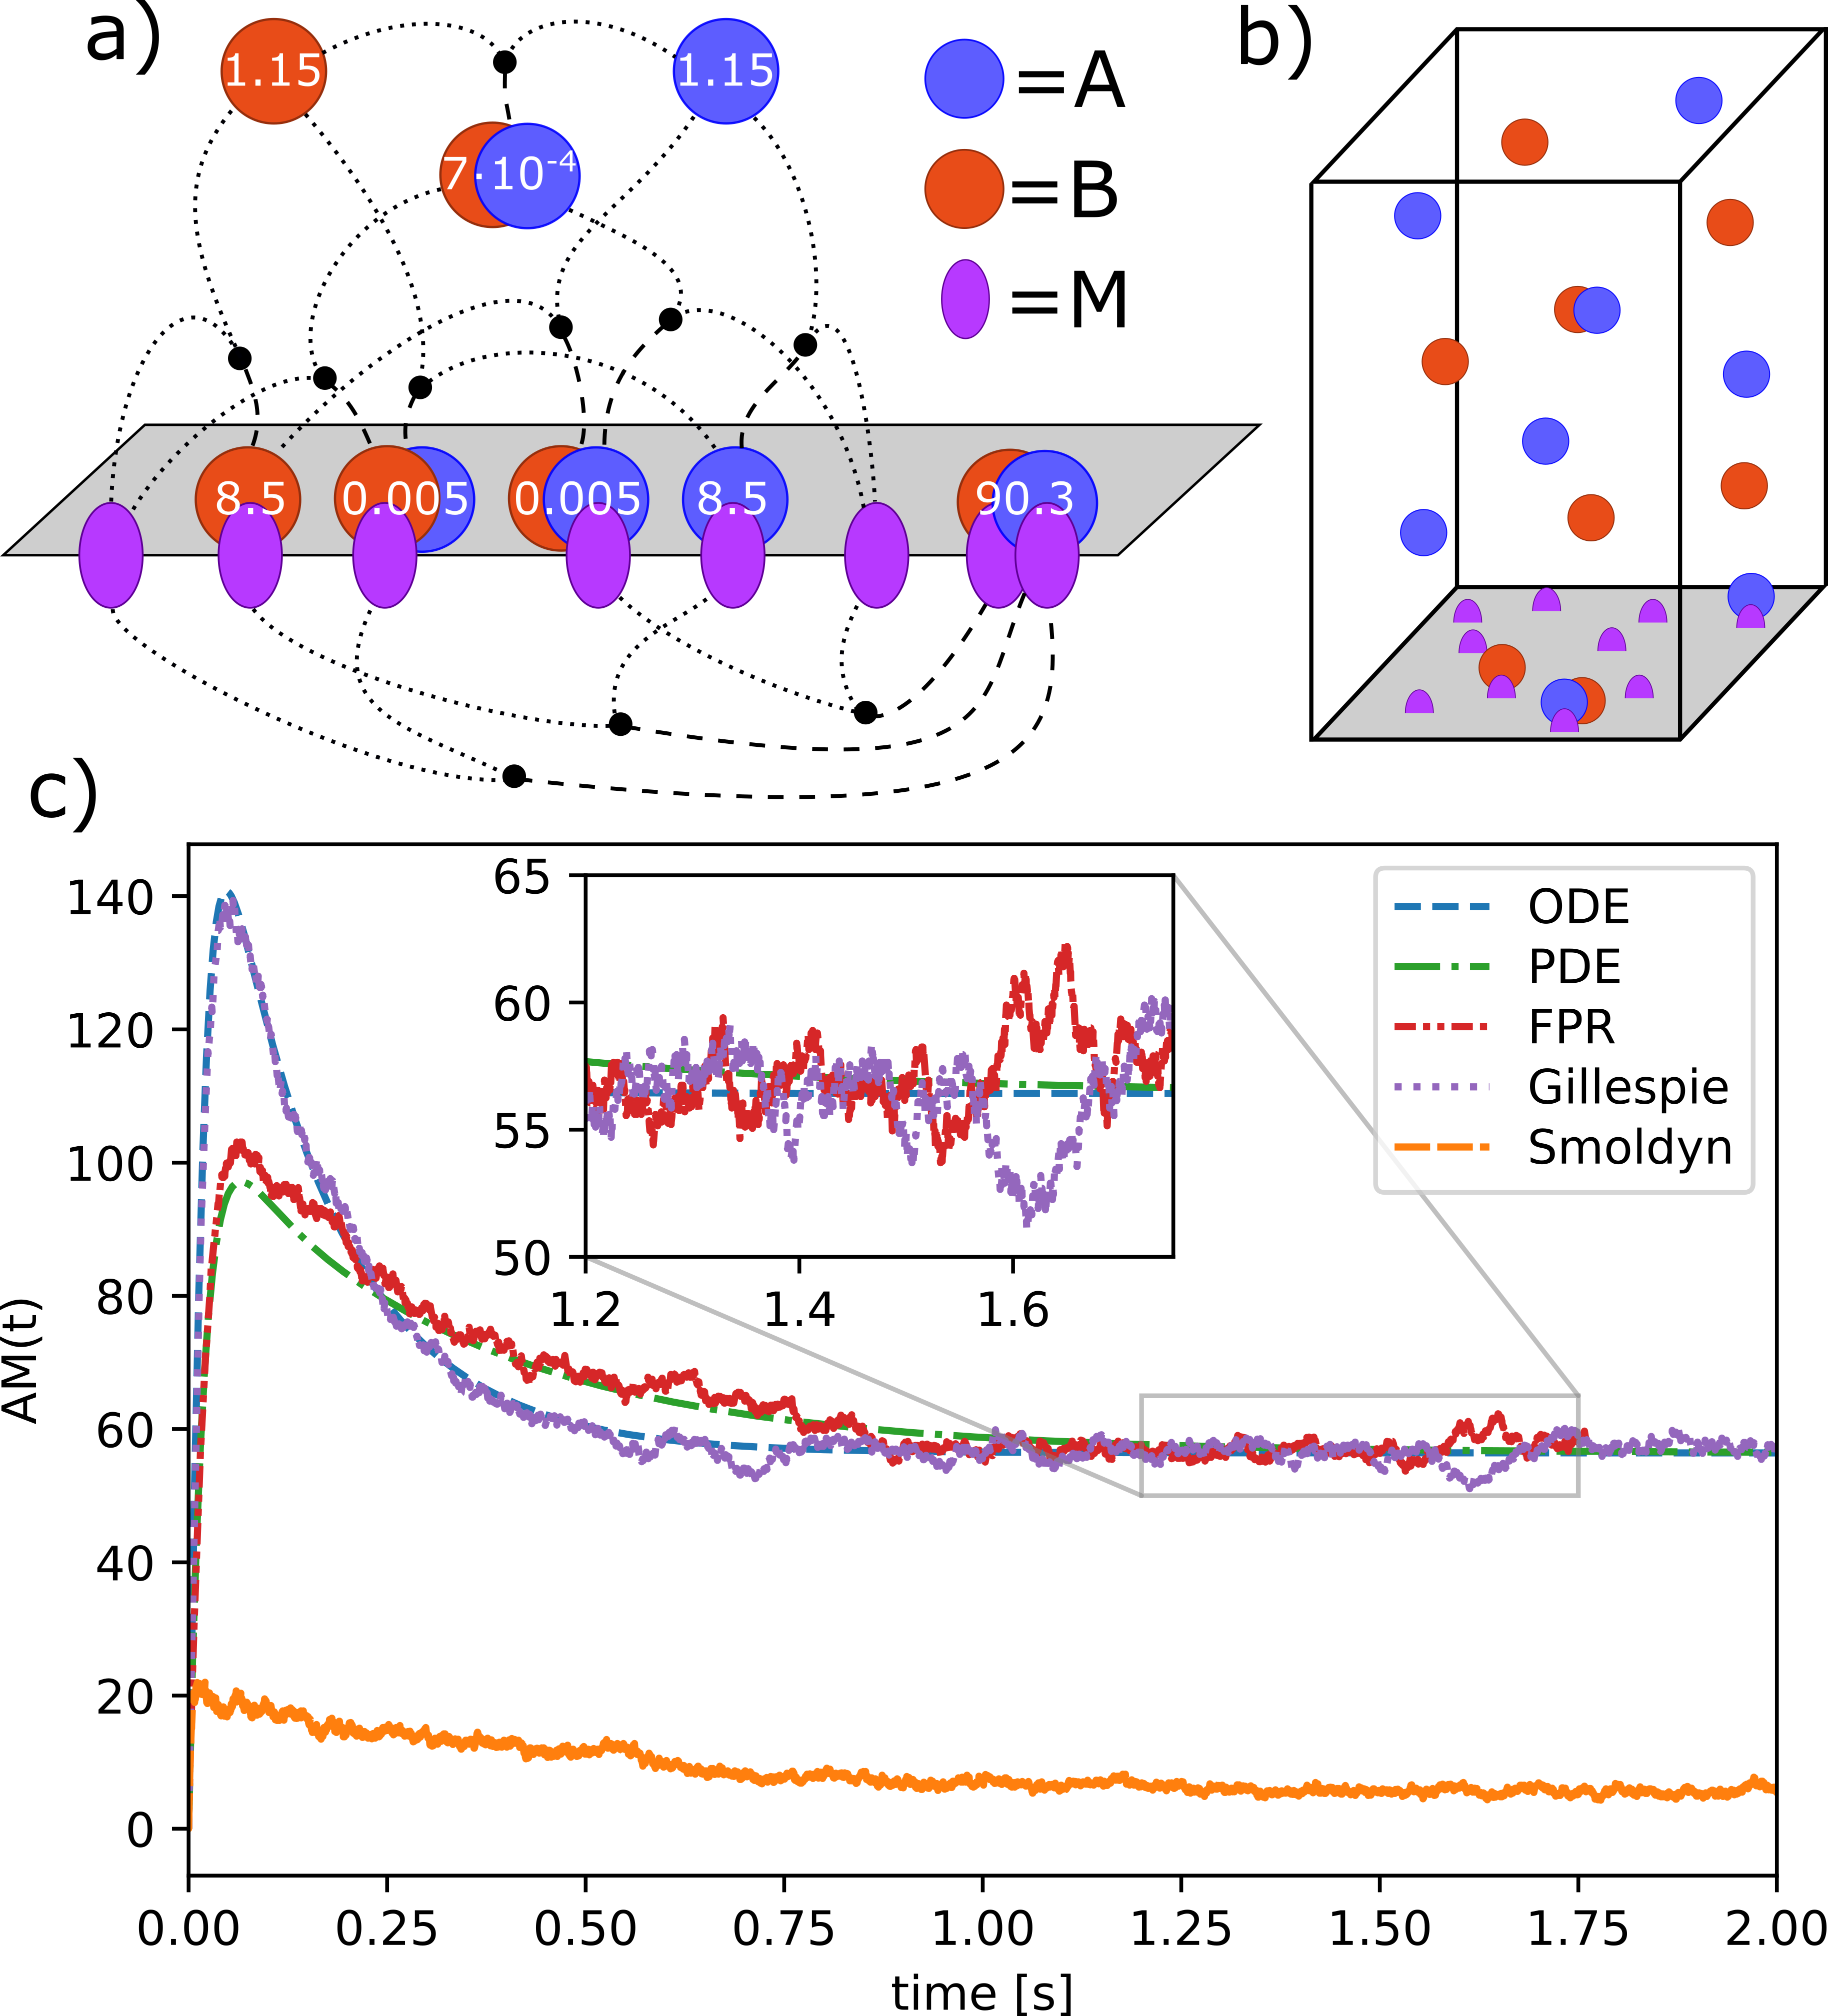 a)
1.15
1.15
7·10⁻⁴
=A
=B
=M
b)
8.5
0.005
0.005
8.5
90.3
c)
AM(t)
140
120
100
80
60
40
20
0
65
60
55
50
1.2
1.4
1.6
ODE
PDE
FPR
Gillespie
Smoldyn
0.00
0.25
0.50
0.75
1.00
1.25
1.50
1.75
2.00
time [s]